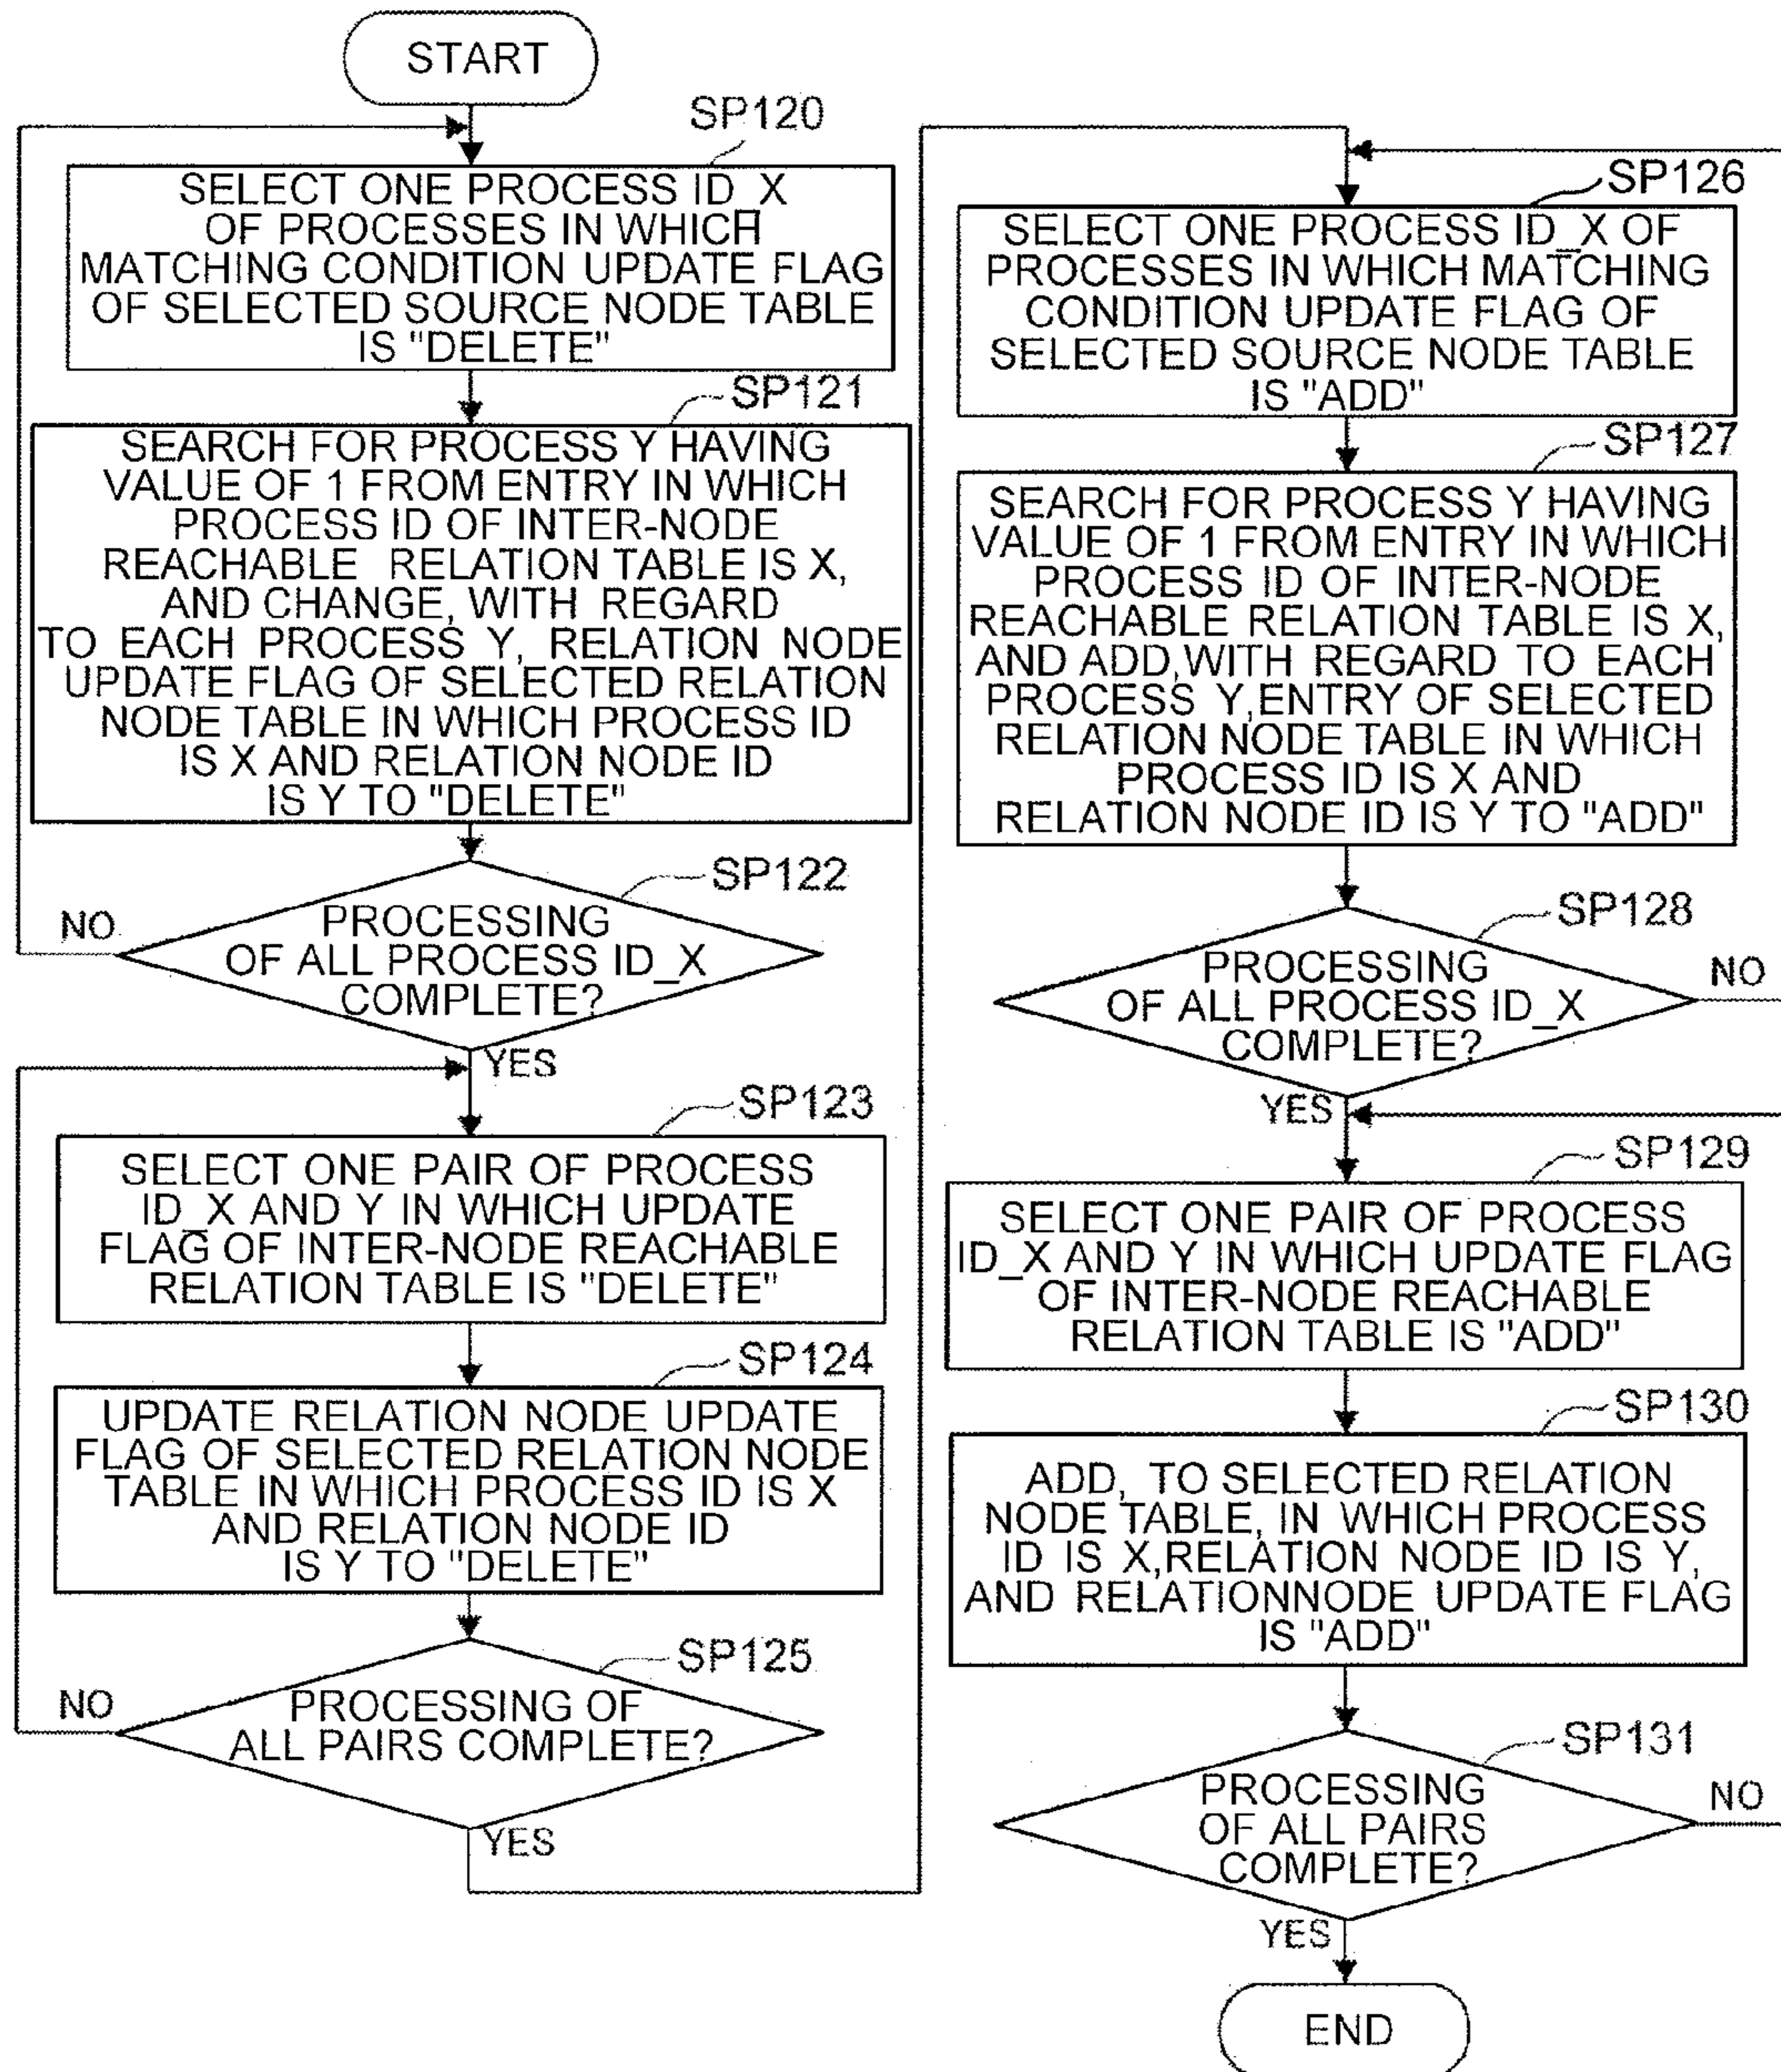 START
SP120
SELECT ONE PROCESS ID_X
OF PROCESSES IN WHICH
MATCHING CONDITION UPDATE FLAG
OF SELECTED SOURCE NODE TABLE
IS "DELETE"
SP121
SEARCH FOR PROCESS Y HAVING
VALUE OF 1 FROM ENTRY IN WHICH
PROCESS ID OF INTER-NODE
REACHABLE RELATION TABLE IS X,
AND CHANGE, WITH REGARD
TO EACH PROCESS Y, RELATION NODE
UPDATE FLAG OF SELECTED RELATION
NODE TABLE IN WHICH PROCESS ID
IS X AND RELATION NODE ID
IS Y TO "DELETE"
SP122
NO
PROCESSING
OF ALL PROCESS ID_X
COMPLETE?
YES
SP123
SELECT ONE PAIR OF PROCESS
ID_X AND Y IN WHICH UPDATE
FLAG OF INTER-NODE REACHABLE
RELATION TABLE IS "DELETE"
SP124
UPDATE RELATION NODE UPDATE
FLAG OF SELECTED RELATION NODE
TABLE IN WHICH PROCESS ID IS X
AND RELATION NODE ID
IS Y TO "DELETE"
SP125
NO
PROCESSING OF
ALL PAIRS COMPLETE?
YES
SP126
SELECT ONE PROCESS ID_X OF
PROCESSES IN WHICH MATCHING
CONDITION UPDATE FLAG OF
SELECTED SOURCE NODE TABLE
IS "ADD"
SP127
SEARCH FOR PROCESS Y HAVING
VALUE OF 1 FROM ENTRY IN WHICH
PROCESS ID OF INTER-NODE
REACHABLE RELATION TABLE IS X,
AND ADD,WITH REGARD TO EACH
PROCESS Y,ENTRY OF SELECTED
RELATION NODE TABLE IN WHICH
PROCESS ID IS X AND
RELATION NODE ID IS Y TO "ADD"
SP128
PROCESSING
OF ALL PROCESS ID_X
COMPLETE?
NO
YES
SP129
SELECT ONE PAIR OF PROCESS
ID_X AND Y IN WHICH UPDATE FLAG
OF INTER-NODE REACHABLE
RELATION TABLE IS "ADD"
SP130
ADD, TO SELECTED RELATION
NODE TABLE, IN WHICH PROCESS
ID IS X,RELATION NODE ID IS Y,
AND RELATIONNODE UPDATE FLAG
IS "ADD"
SP131
PROCESSING
OF ALL PAIRS
COMPLETE?
NO
YES
END